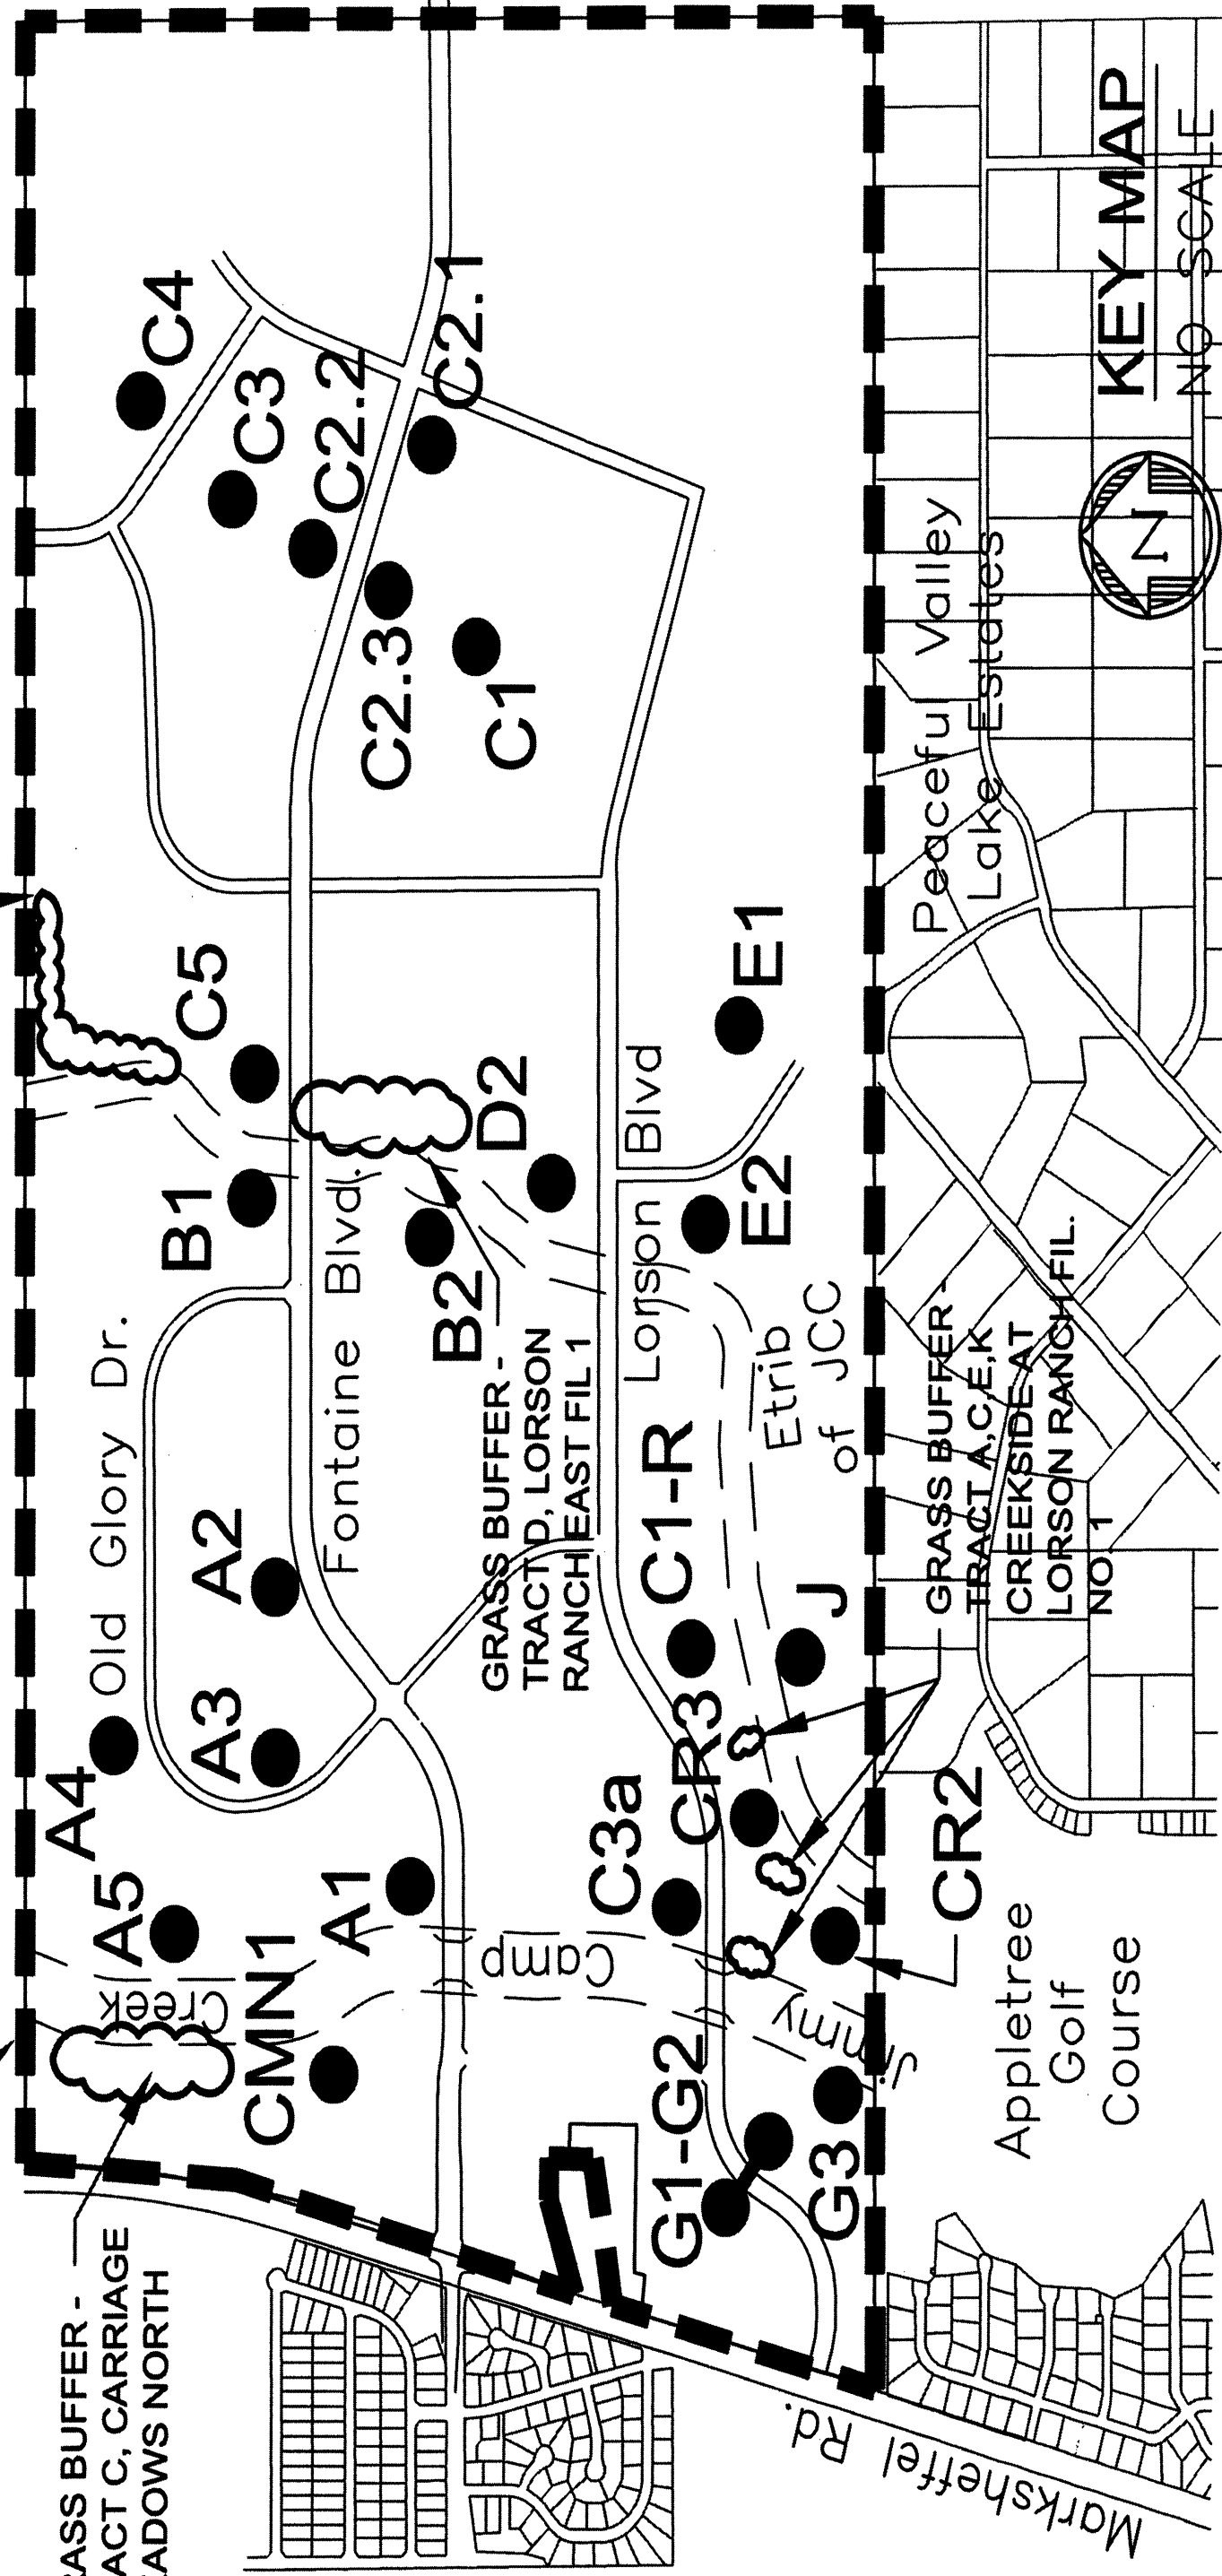 C4
C3
C2.2
C2.1
C2.3
C1
C5
B1
Old Glory Dr.
Fontaine Blvd.
B2
D2
GRASS BUFFER -
TRACT D, LORSON
RANCH EAST FIL 1
Lorson Blvd
E1
E2
Etrib
of JCC
A2
A3
A4
A5
A1
CMN1
Creek
Camp
Jimmy
C1-R
J
CR3
C3a
CR2
G1-G2
G3
GRASS BUFFER -
TRACT A,C,E,K
CREEKSIDE AT
LORSON RANCH FIL.
NO. 1
ASS BUFFER -
ACT C, CARRIAGE
ADOWS NORTH
Marksheffel Rd.
Appletree
Golf
Course
Peaceful Valley
Lake Estates
N
KEY MAP
NO SCALE